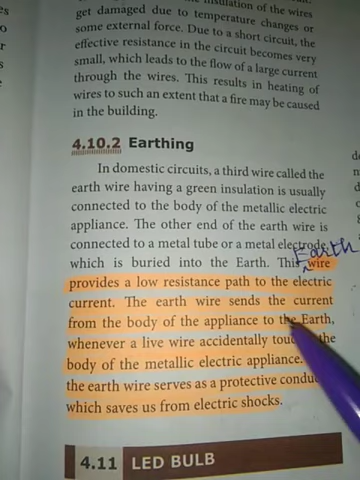 insulation of the wires
get damaged due to temperature changes or
some external force. Due to a short circuit, the
effective resistance in the circuit becomes very
small, which leads to the flow of a large current
through the wires. This results in heating of
wires to such an extent that a fire may be caused
in the building.
4.10.2 Earthing
In domestic circuits, a third wire called the
earth wire having a green insulation is usually
connected to the body of the metallic electric
appliance. The other end of the earth wire is
connected to a metal tube or a metal electrode,
Earth
which is buried into the Earth. This wire
provides a low resistance path to the electric
current. The earth wire sends the current
from the body of the appliance to the Earth,
whenever a live wire accidentally the
body of the metallic electric appliance.
the earth wire serves as a protective
which saves us from electric shocks.
4.11 LED BULB